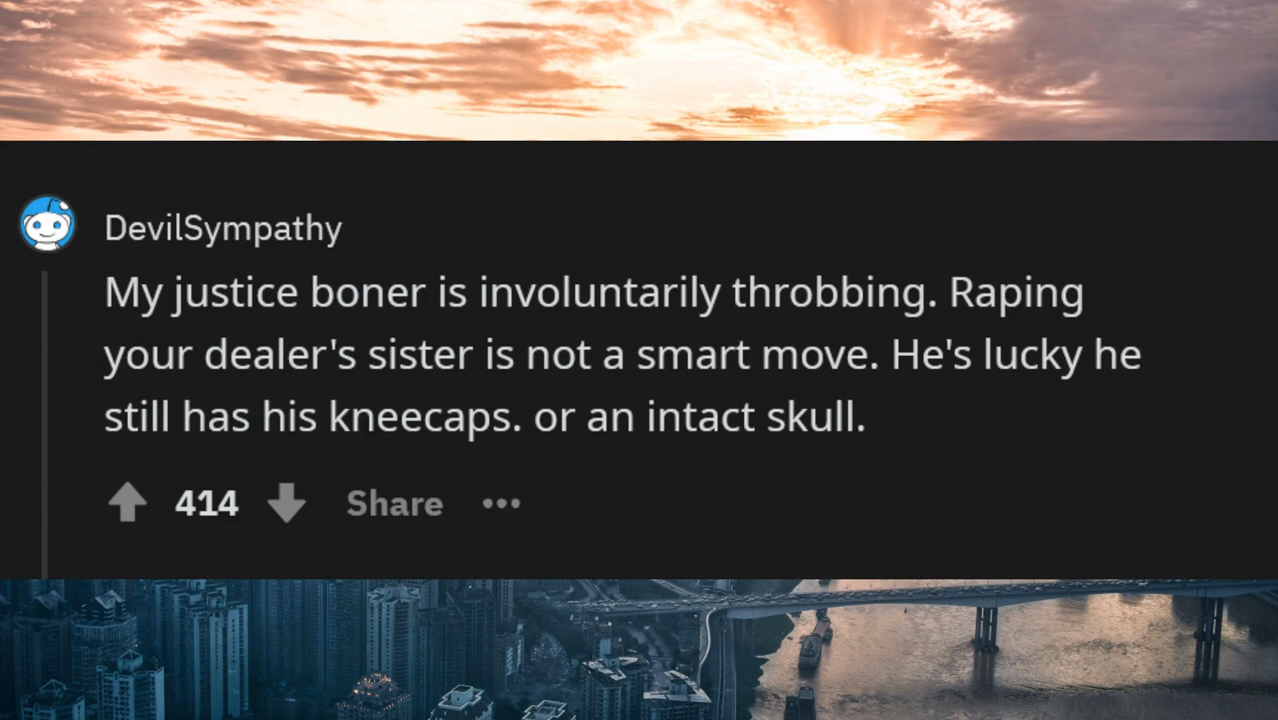 DevilSympathy
My justice boner is involuntarily throbbing. Raping
your dealer's sister is not a smart move. He's lucky he
still has his kneecaps. or an intact skull.
414 Share •••